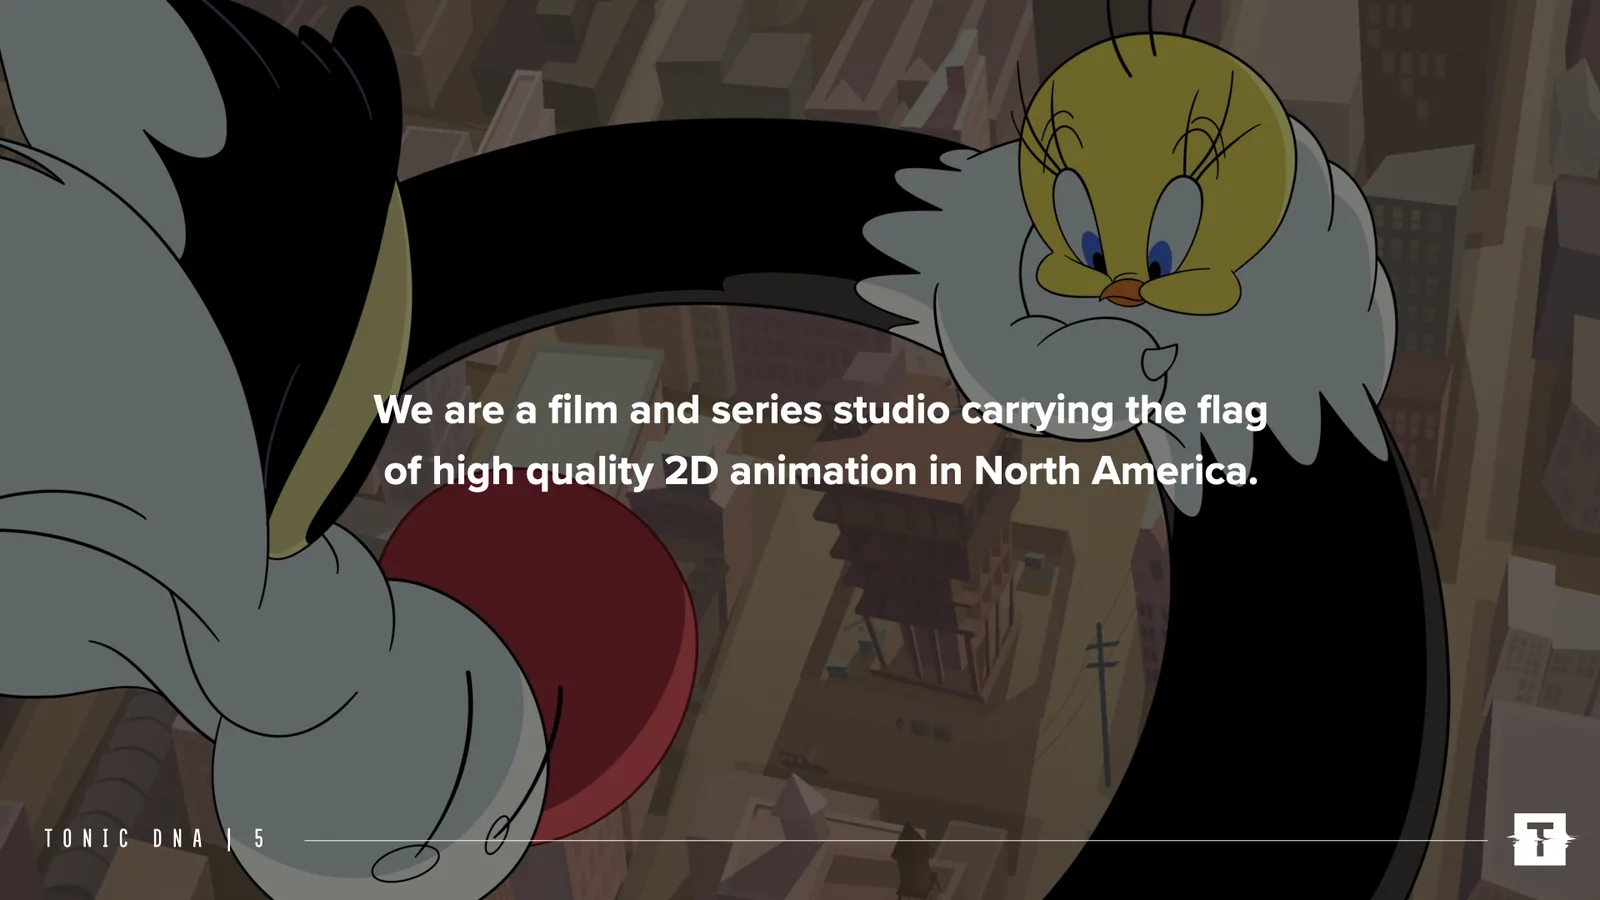 We are a film and series studio carrying the flag
of high quality 2D animation in North America.
TONIC DNA | 5
T